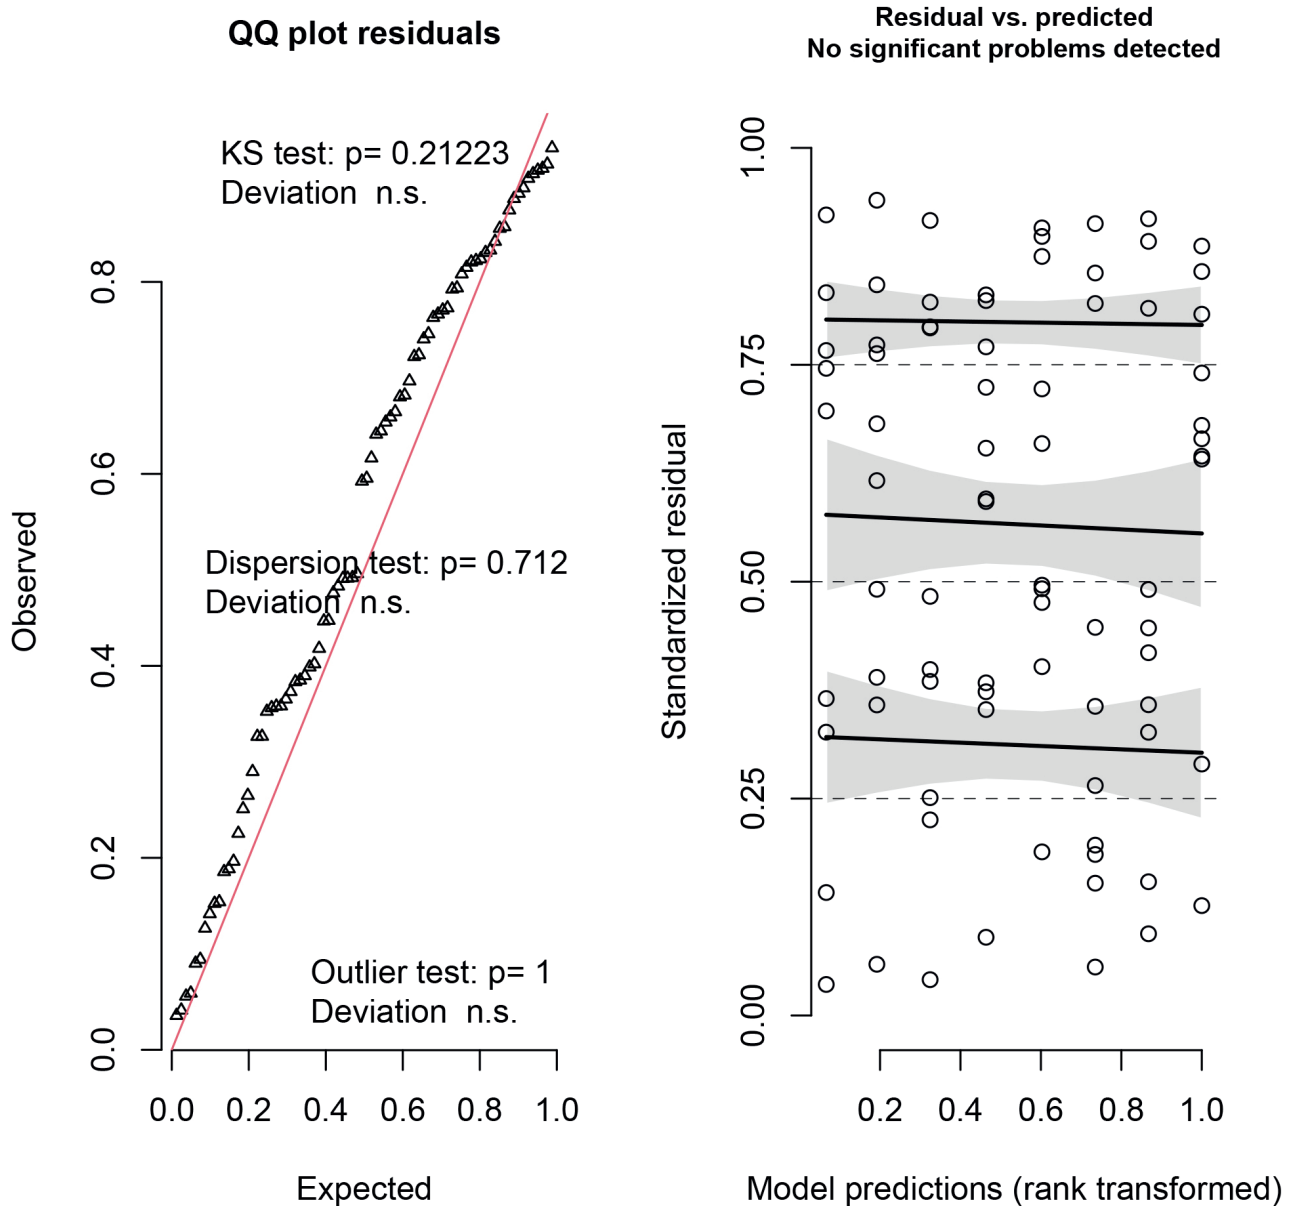 QQ plot residuals
KS test: p= 0.21223
Deviation  n.s.
Dispersion test: p= 0.712
Deviation  n.s.
Outlier test: p= 1
Deviation  n.s.
Observed
0.0
0.2
0.4
0.6
0.8
0.0 0.2 0.4 0.6 0.8 1.0
Expected
Residual vs. predicted
No significant problems detected
Standardized residual
0.00
0.25
0.50
0.75
1.00
0.2 0.4 0.6 0.8 1.0
Model predictions (rank transformed)